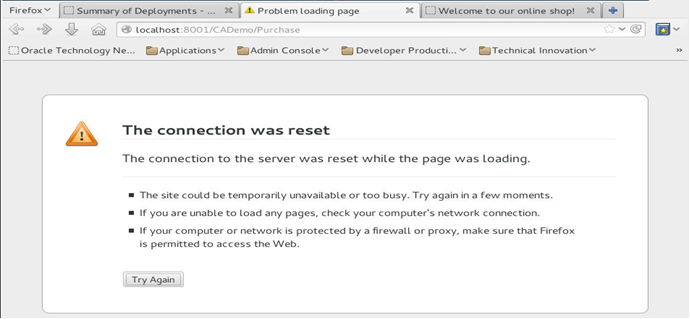 Firefox
Summary of Deployments - ...
Problem loading page
Welcome to our online shop!
localhost:8001/CADemo/Purchase
Oracle Technology Ne...
Applications
Admin Console
Developer Producti...
Technical Innovation
The connection was reset
The connection to the server was reset while the page was loading.
The site could be temporarily unavailable or too busy. Try again in a few moments.
If you are unable to load any pages, check your computer's network connection.
If your computer or network is protected by a firewall or proxy, make sure that Firefox
is permitted to access the Web.
Try Again